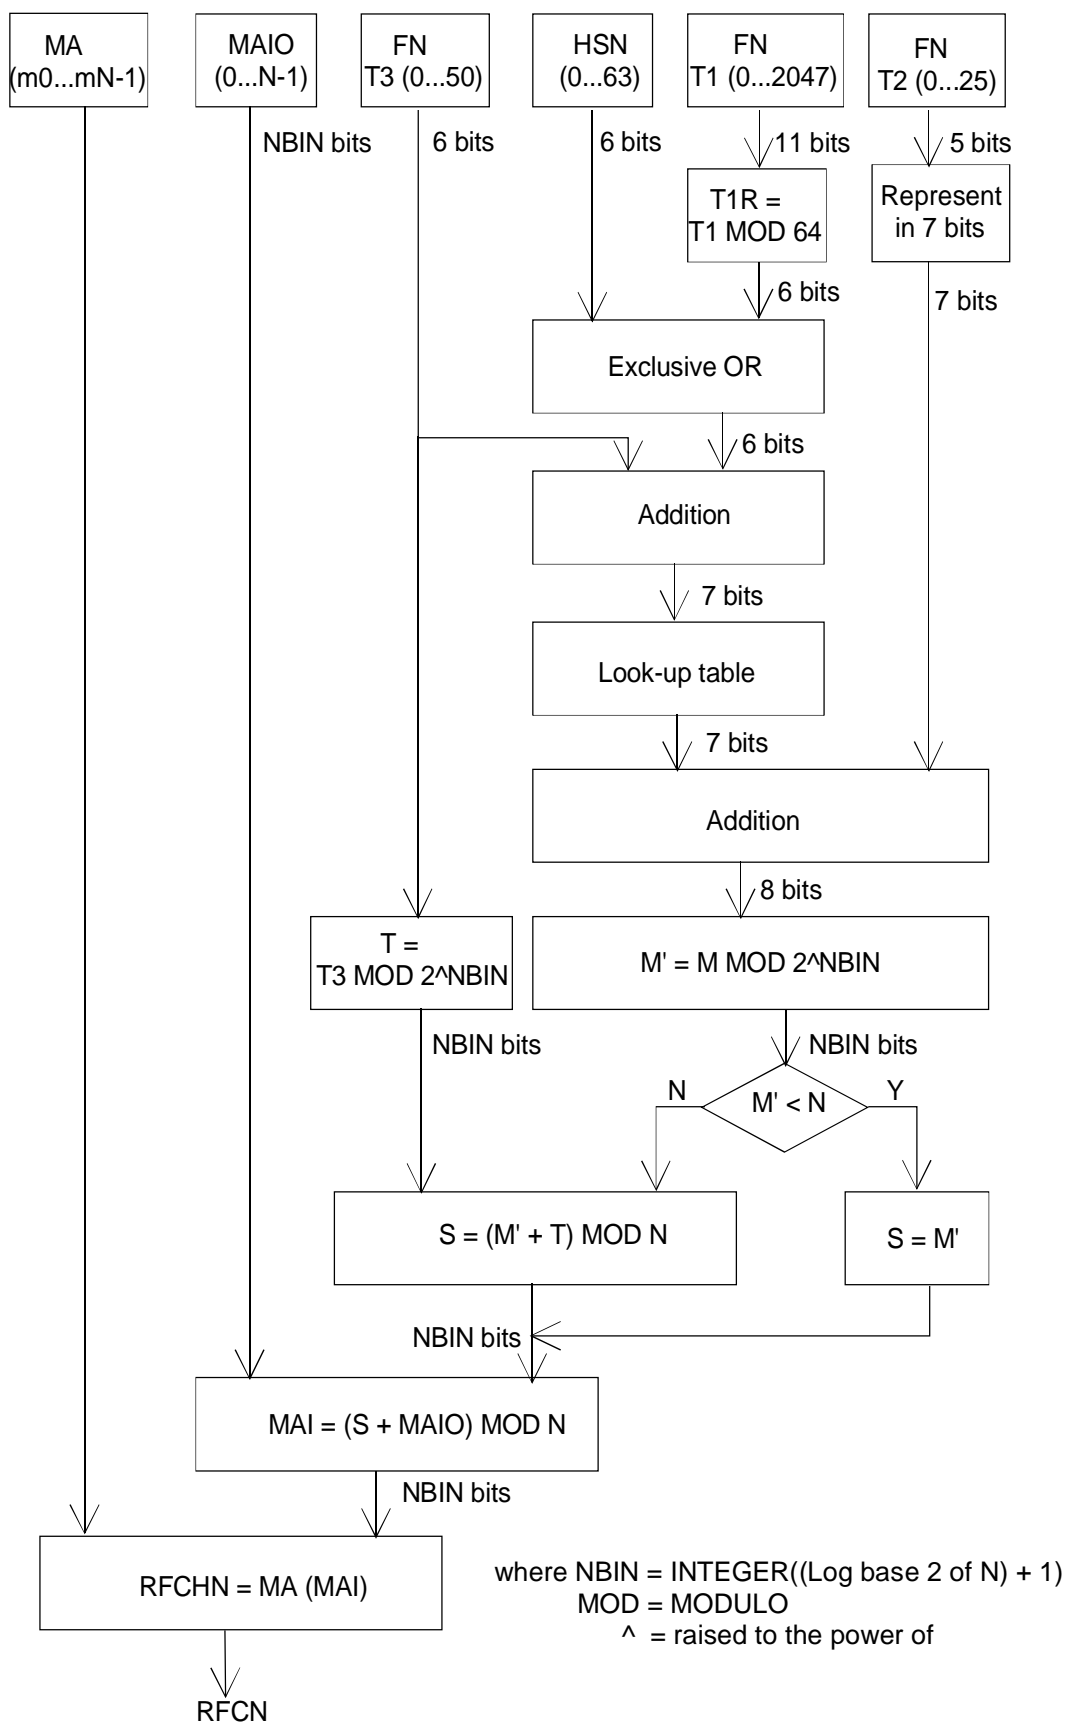 MA
(m0...mN-1)
MAIO
(0...N-1)
FN
T3 (0...50)
HSN
(0...63)
FN
T1 (0...2047)
FN
T2 (0...25)
NBIN bits
6 bits
6 bits
11 bits
5 bits
T1R =
T1 MOD 64
Represent
in 7 bits
6 bits
7 bits
Exclusive OR
6 bits
Addition
7 bits
Look-up table
7 bits
Addition
8 bits
T =
T3 MOD 2^NBIN
M' = M MOD 2^NBIN
NBIN bits
NBIN bits
N
M' < N
Y
S = (M' + T) MOD N
S = M'
NBIN bits
MAI = (S + MAIO) MOD N
NBIN bits
RFCHN = MA (MAI)
where NBIN = INTEGER((Log base 2 of N) + 1)
MOD = MODULO
^ = raised to the power of
RFCN